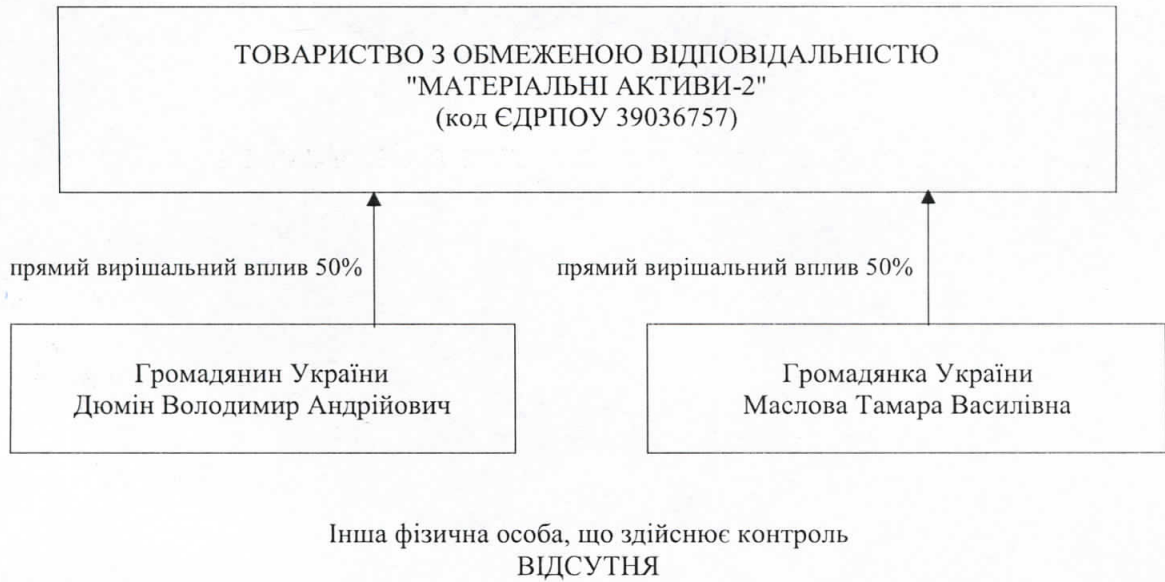 ТОВАРИСТВО З ОБМЕЖЕНОЮ ВІДПОВІДАЛЬНІСТЮ
"МАТЕРІАЛЬНІ АКТИВИ-2"
(код ЄДРПОУ 39036757)
прямий вирішальний вплив 50%
прямий вирішальний вплив 50%
Громадянин України
Дюмін Володимир Андрійович
Громадянка України
Маслова Тамара Василівна
Інша фізична особа, що здійснює контроль
ВІДСУТНЯ